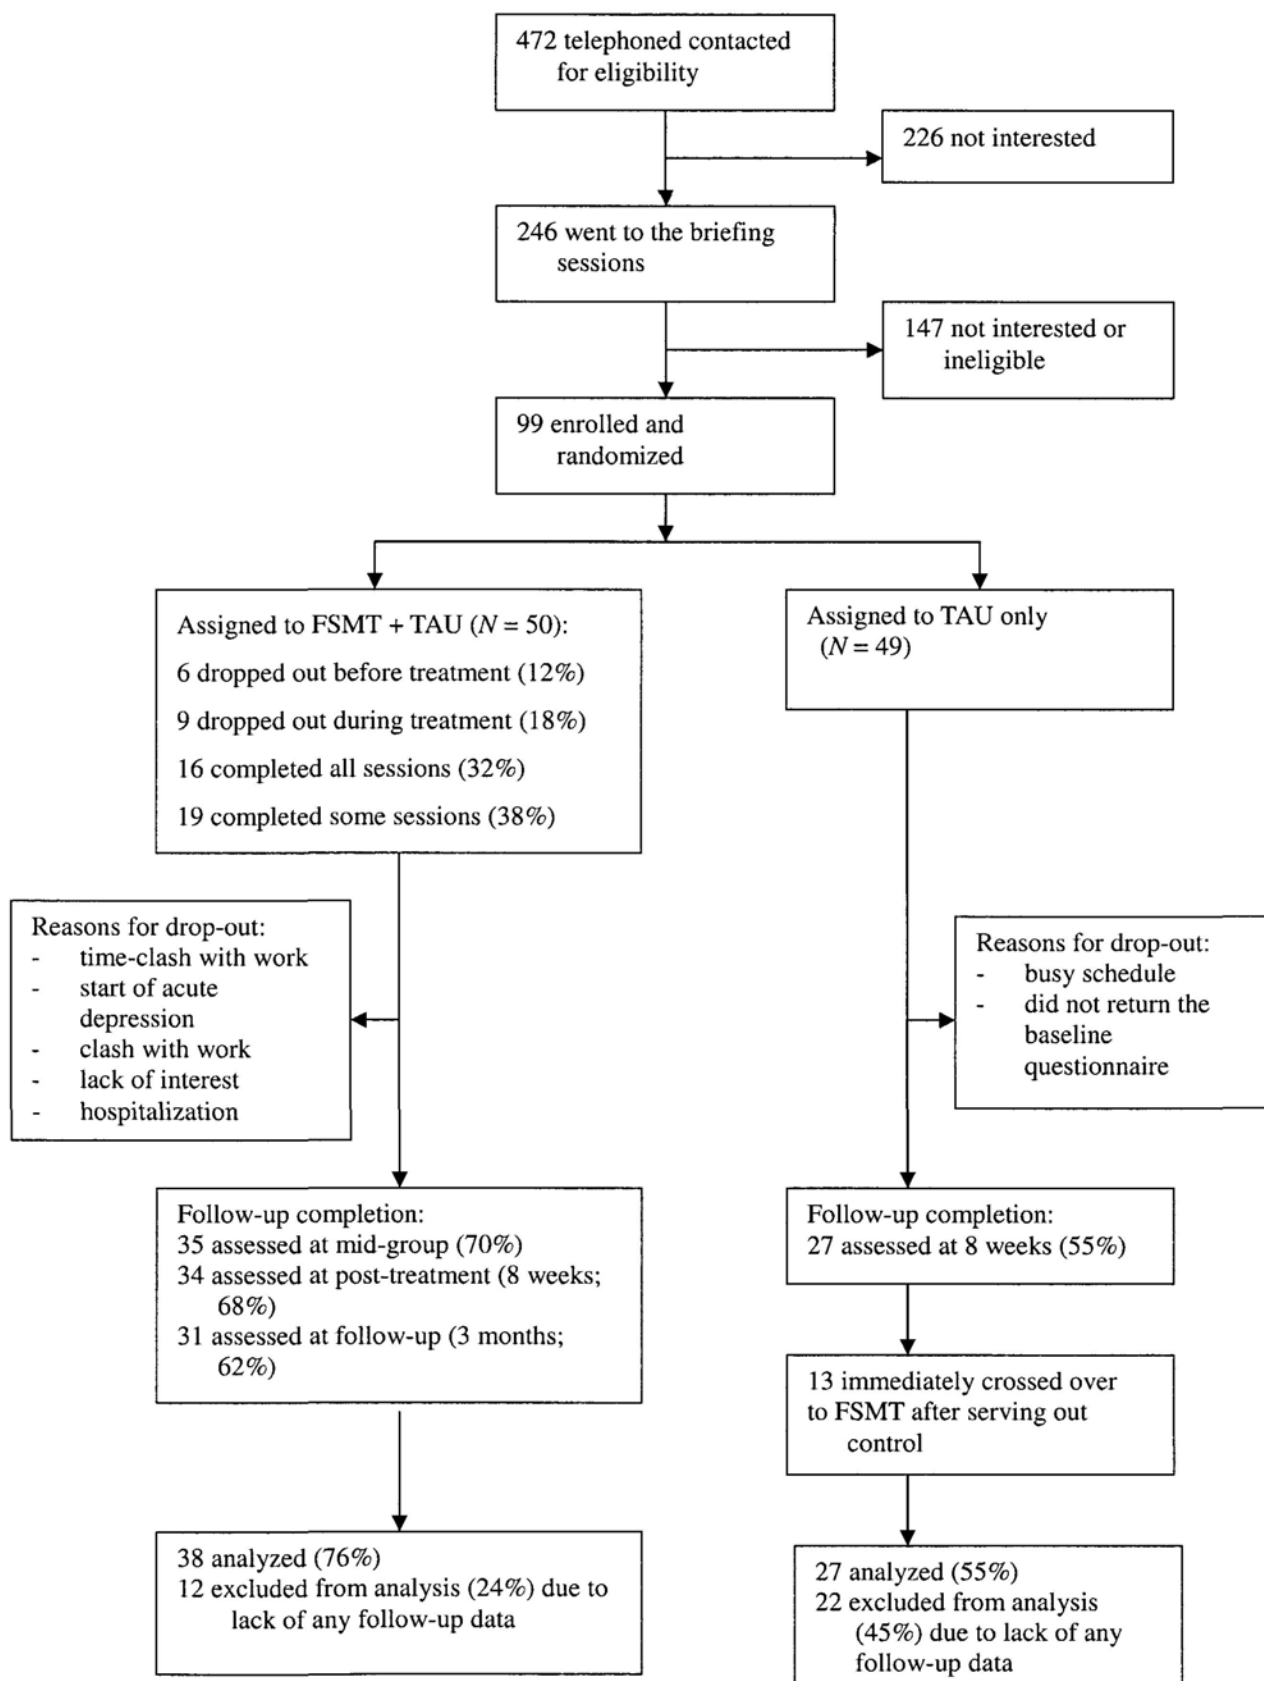 472 telephoned contacted
for eligibility
226 not interested
246 went to the briefing
sessions
147 not interested or
ineligible
99 enrolled and
randomized
Assigned to FSMT + TAU (N = 50):
6 dropped out before treatment (12%)
9 dropped out during treatment (18%)
16 completed all sessions (32%)
19 completed some sessions (38%)
Assigned to TAU only
(N = 49)
Reasons for drop-out:
- time-clash with work
- start of acute
depression
- clash with work
- lack of interest
- hospitalization
Reasons for drop-out:
- busy schedule
- did not return the
baseline
questionnaire
Follow-up completion:
35 assessed at mid-group (70%)
34 assessed at post-treatment (8 weeks;
68%)
31 assessed at follow-up (3 months;
62%)
Follow-up completion:
27 assessed at 8 weeks (55%)
13 immediately crossed over
to FSMT after serving out
control
38 analyzed (76%)
12 excluded from analysis (24%) due to
lack of any follow-up data
27 analyzed (55%)
22 excluded from analysis
(45%) due to lack of any
follow-up data